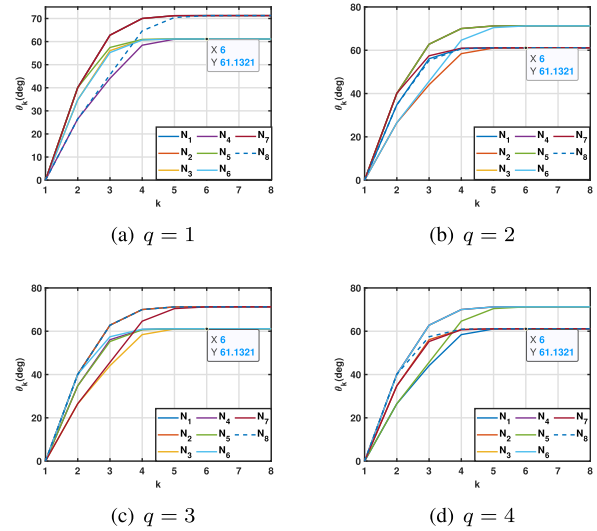 70
60
50
40
30
20
10
0
θk(deg)
1 2 3 4 5 6 7 8
k
X 6
Y 61.1321
N1 N4 N7
N2 N5 N8
N3 N6
(a) q = 1
80
60
40
20
0
θk(deg)
1 2 3 4 5 6 7 8
k
X 6
Y 61.1321
N1 N4 N7
N2 N5 N8
N3 N6
(b) q = 2
80
60
40
20
0
θk(deg)
1 2 3 4 5 6 7 8
k
X 6
Y 61.1321
N1 N4 N7
N2 N5 N8
N3 N6
(c) q = 3
80
60
40
20
0
θk(deg)
1 2 3 4 5 6 7 8
k
X 6
Y 61.1321
N1 N4 N7
N2 N5 N8
N3 N6
(d) q = 4